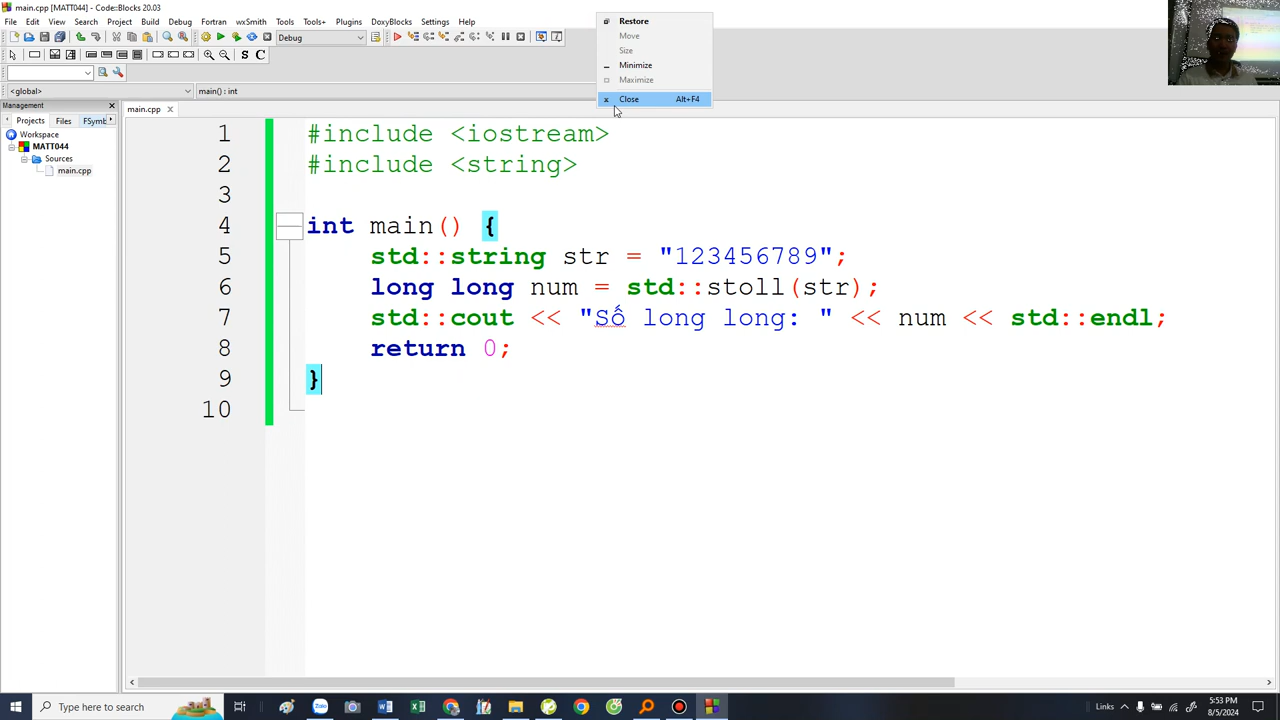 main.cpp [MATT044] - Code::Blocks 20.03
File Edit View Search Project Build Debug Fortran wxSmith Tools Tools+ Plugins DoxyBlocks Settings Help
Restore
Move
Size
Minimize
Maximize
Close Alt+F4
Debug
S C
<global> main() : int
Management
Projects Files FSymb
main.cpp
Workspace
MATT044
Sources
main.cpp
1 #include <iostream>
2 #include <string>
3
4 int main() {
5 std::string str = "123456789";
6 long long num = std::stoll(str);
7 std::cout << "Số long long: " << num << std::endl;
8 return 0;
9 }
10
Type here to search
Links
5:53 PM
8/5/2024